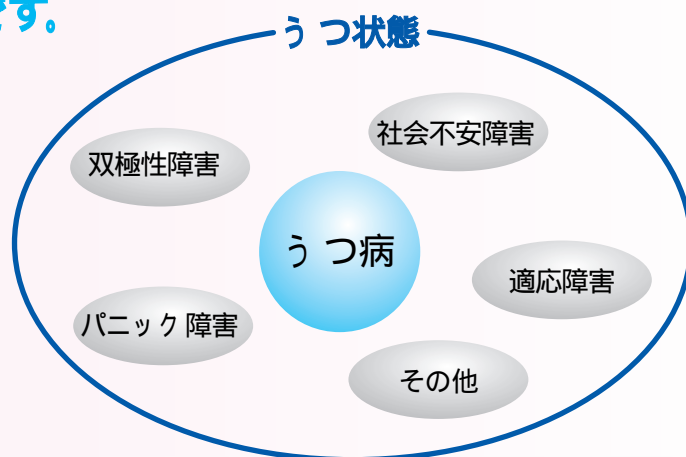 です。
うつ状態
社会不安障害
双極性障害
うつ病
適応障害
パニック障害
その他